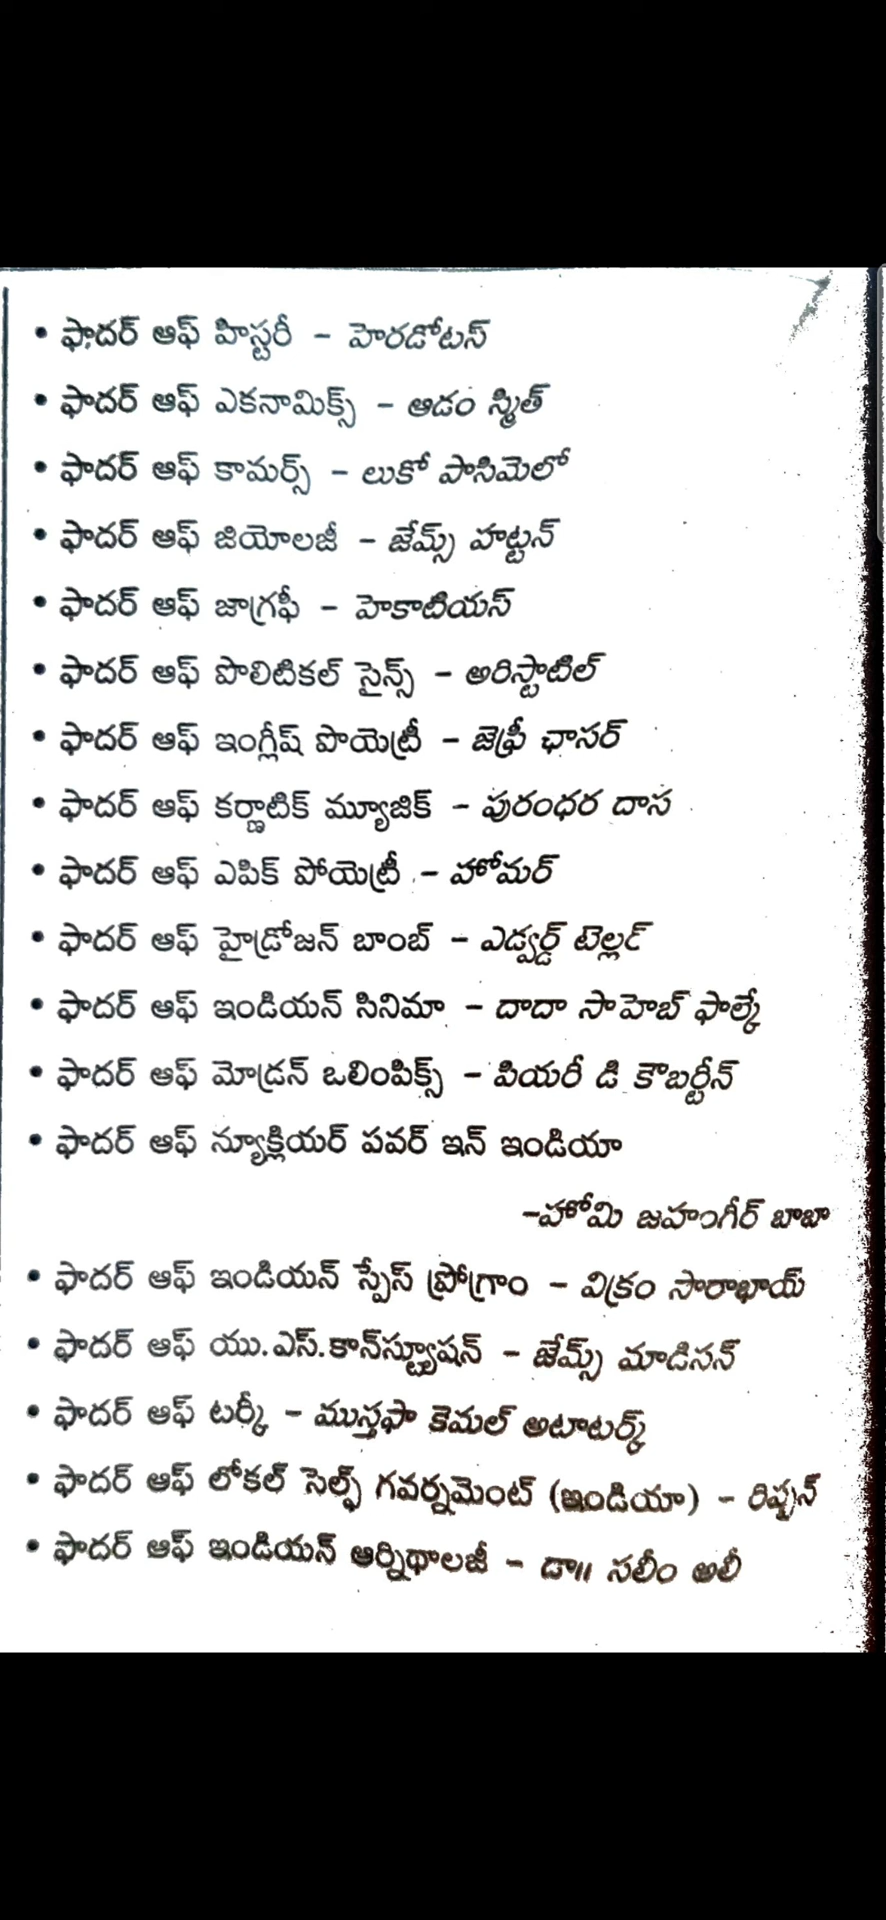 • ఫాదర్ ఆఫ్ హిస్టరీ - హెరడోటస్
• ఫాదర్ ఆఫ్ ఎకనామిక్స్ - ఆడం స్మిత్
• ఫాదర్ ఆఫ్ కామర్స్ - లుకో పాసిమెలో
• ఫాదర్ ఆఫ్ జియోలజీ - జేమ్స్ హట్టన్
• ఫాదర్ ఆఫ్ జాగ్రఫీ - హెకాటియస్
• ఫాదర్ ఆఫ్ పొలిటికల్ సైన్స్ - అరిస్టాటిల్
• ఫాదర్ ఆఫ్ ఇంగ్లీష్ పొయెట్రీ - జెఫ్రీ ఛాసర్
• ఫాదర్ ఆఫ్ కర్ణాటిక్ మ్యూజిక్ - పురంధర దాస
• ఫాదర్ ఆఫ్ ఎపిక్ పోయెట్రీ - హోమర్
• ఫాదర్ ఆఫ్ హైడ్రోజన్ బాంబ్ - ఎడ్వర్డ్ టెల్లర్
• ఫాదర్ ఆఫ్ ఇండియన్ సినిమా - దాదా సాహెబ్ ఫాల్కే
• ఫాదర్ ఆఫ్ మోడ్రన్ ఒలింపిక్స్ - పియరీ డి కౌబర్టీన్
• ఫాదర్ ఆఫ్ న్యూక్లియర్ పవర్ ఇన్ ఇండియా
-హోమి జహంగీర్ బాబా
• ఫాదర్ ఆఫ్ ఇండియన్ స్పేస్ ప్రోగ్రాం - విక్రం సారాభాయ్
• ఫాదర్ ఆఫ్ యు.ఎస్.కాన్‌స్ట్యూషన్ - జేమ్స్ మాడిసన్
• ఫాదర్ ఆఫ్ టర్కీ - ముస్తఫా కెమల్ అటాటర్క్
• ఫాదర్ ఆఫ్ లోకల్ సెల్ఫ్ గవర్నమెంట్ (ఇండియా) - రిప్పన్
• ఫాదర్ ఆఫ్ ఇండియన్ ఆర్నిథాలజీ - డా|| సలీం అలీ